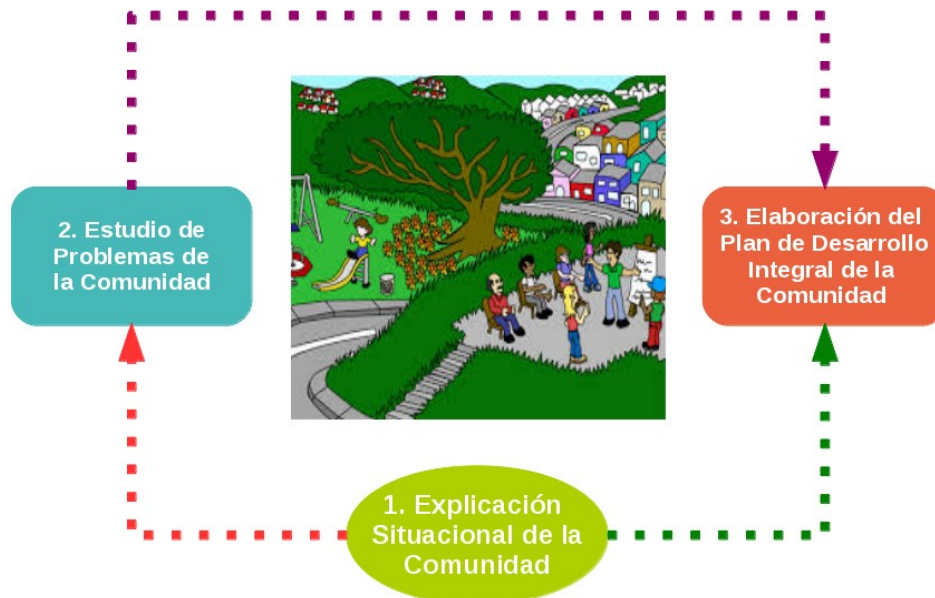 2. Estudio de
Problemas de
la Comunidad
3. Elaboración del
Plan de Desarrollo
Integral de la
Comunidad
1. Explicación
Situacional de la
Comunidad